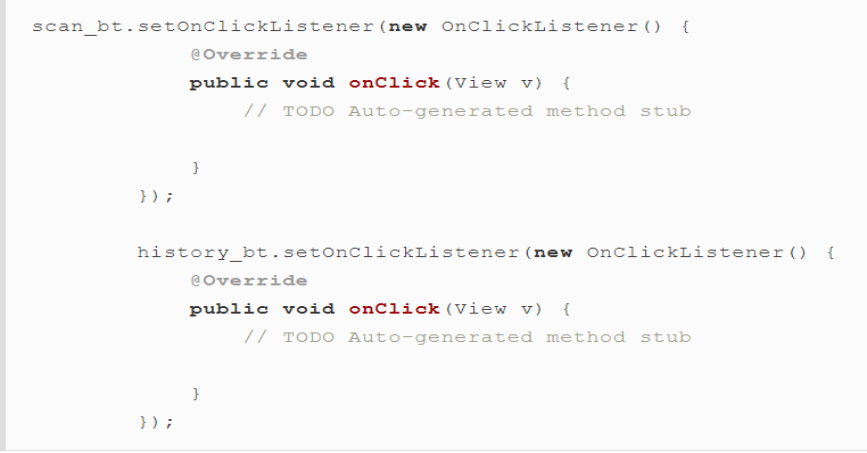 scan_bt.setOnClickListener(new OnClickListener() {
@Override
public void onClick(View v) {
// TODO Auto-generated method stub
}
});
history_bt.setOnClickListener(new OnClickListener() {
@Override
public void onClick(View v) {
// TODO Auto-generated method stub
}
});